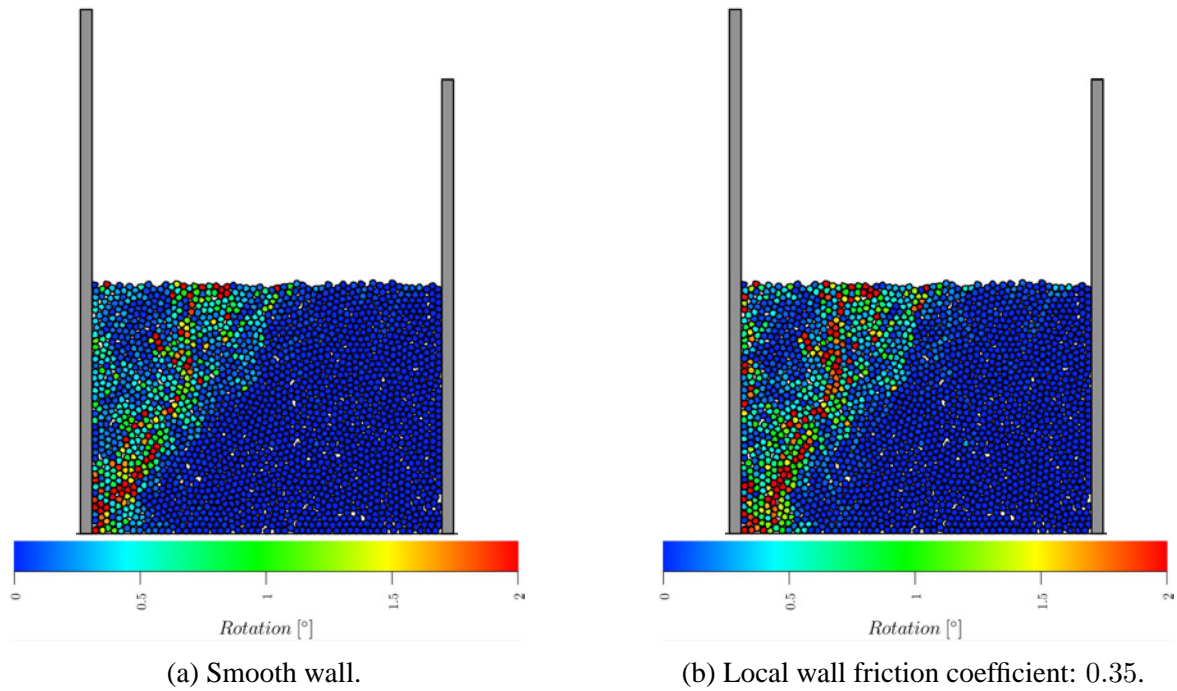 0 0.5 1 1.5 2
Rotation [°]
(a) Smooth wall.
0 0.5 1 1.5 2
Rotation [°]
(b) Local wall friction coefficient: 0.35.